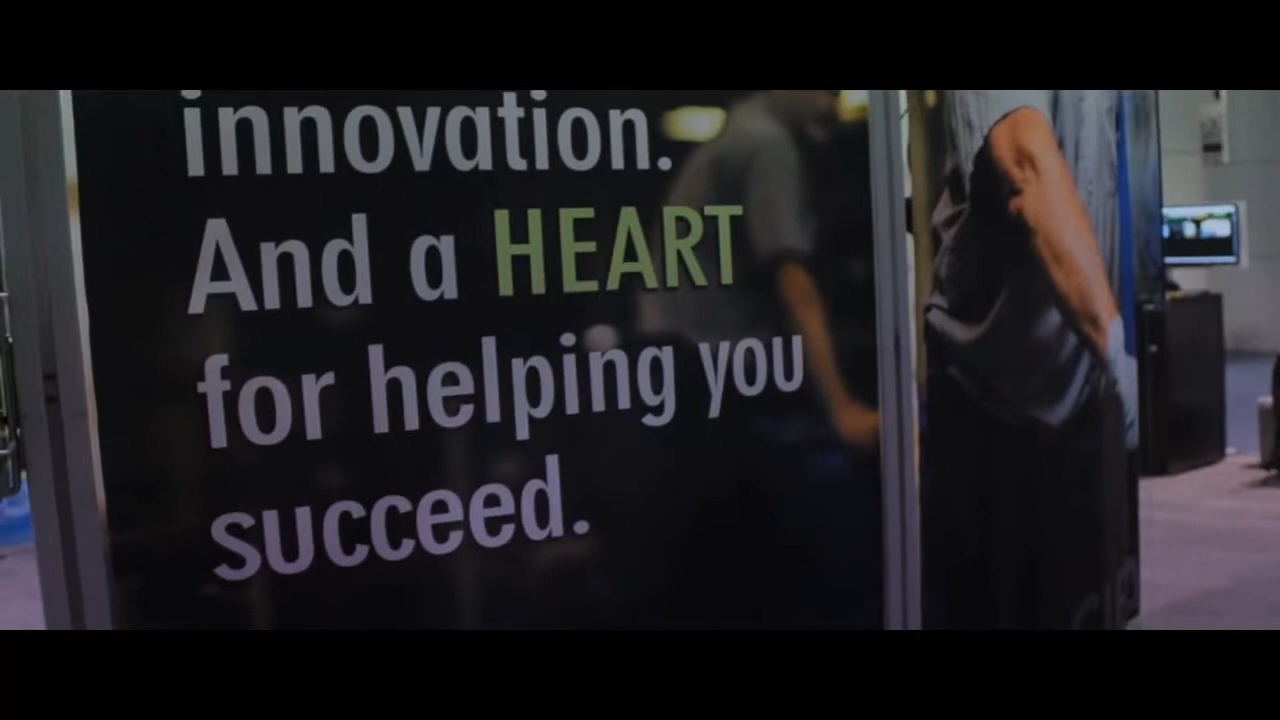 innovation.
And a HEART
for helping you
succeed.